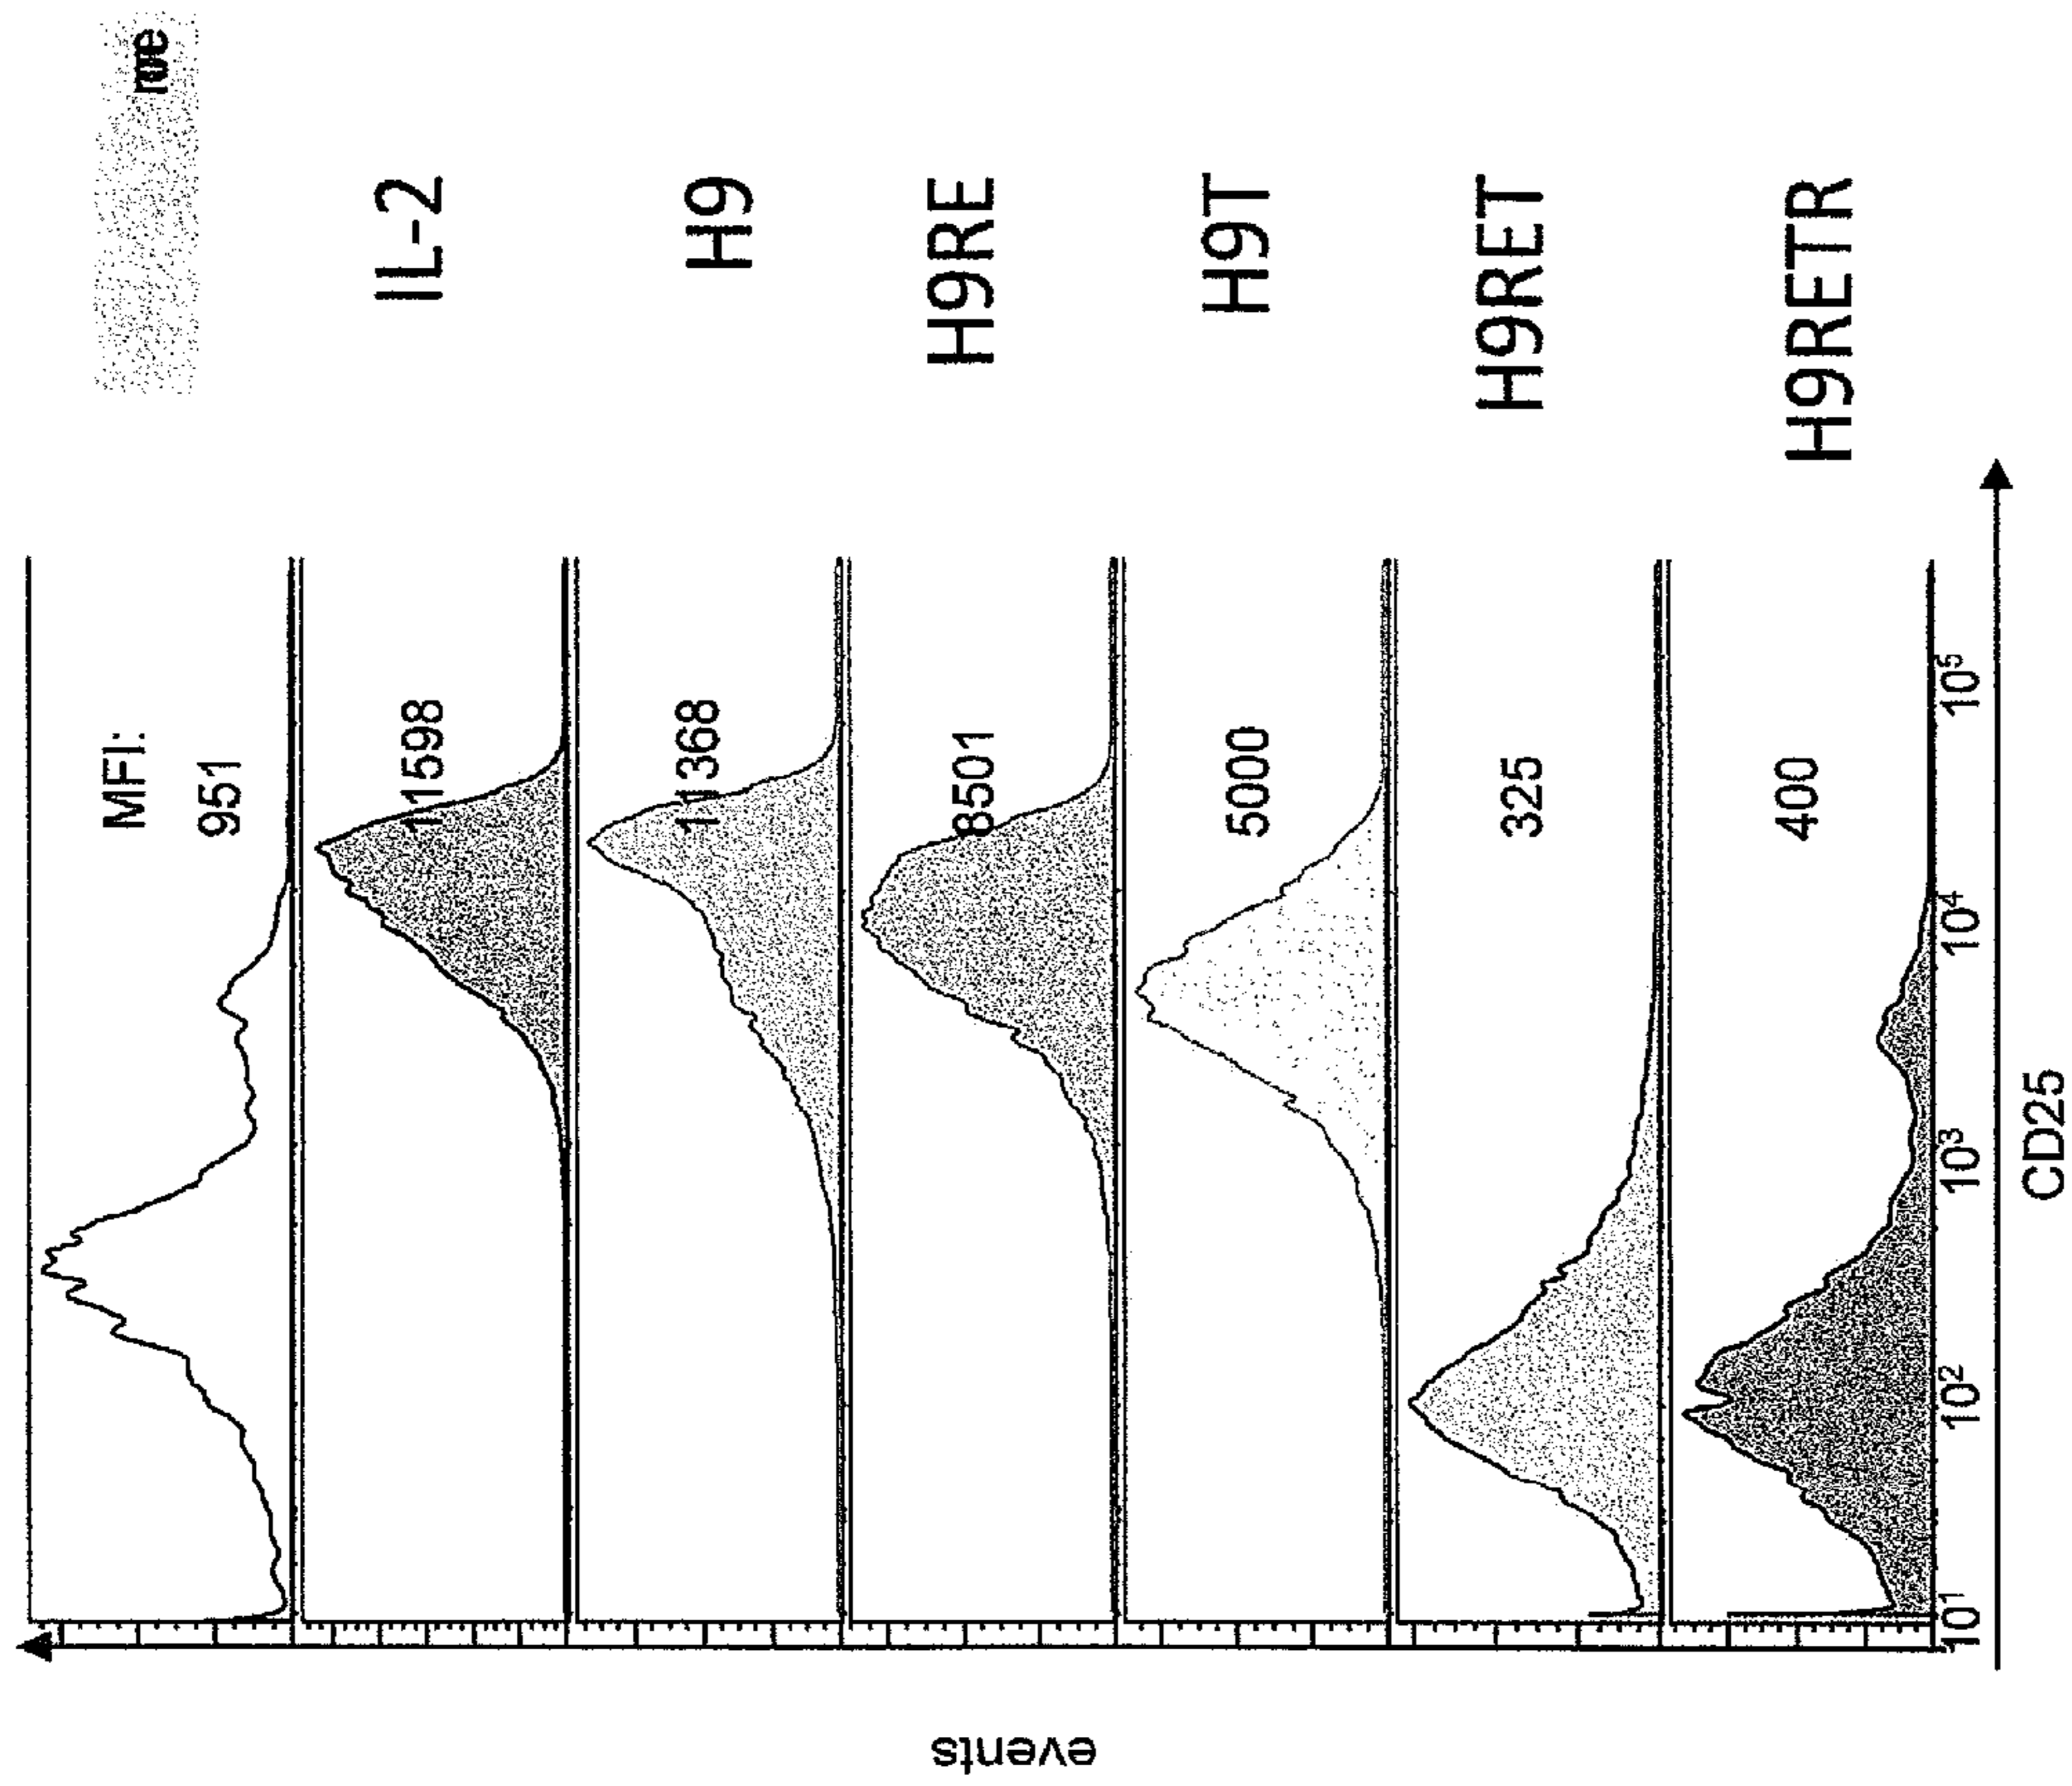 MFI:
951
11598
IL-2
11368
H9
8501
H9RE
5000
H9T
325
H9RET
400
H9RETR
10¹ 10² 10³ 10⁴ 10⁵
CD25
events